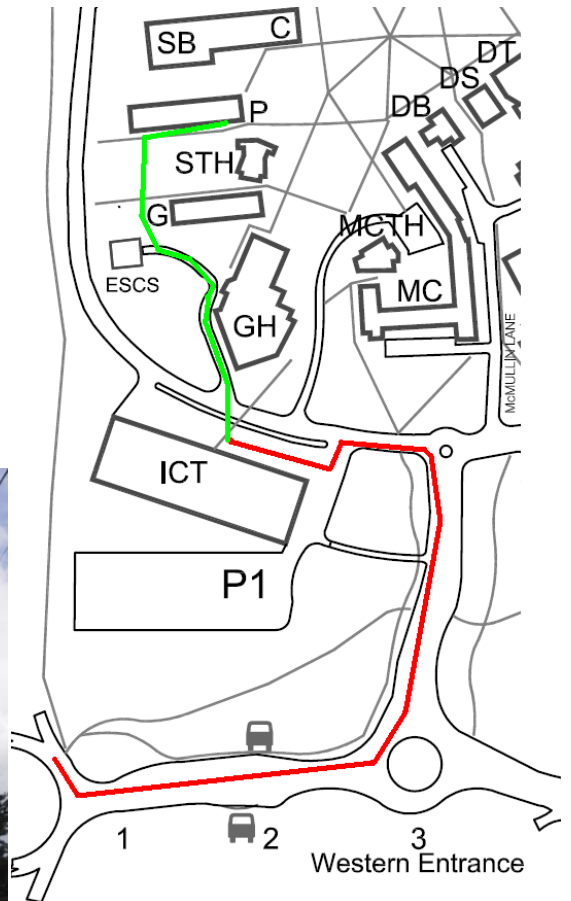 C
SB
DT
DS
P
DB
STH
G
MCTH
ESCS
MC
GH
McMULLIN LANE
ICT
P1
1
2
3
Western Entrance